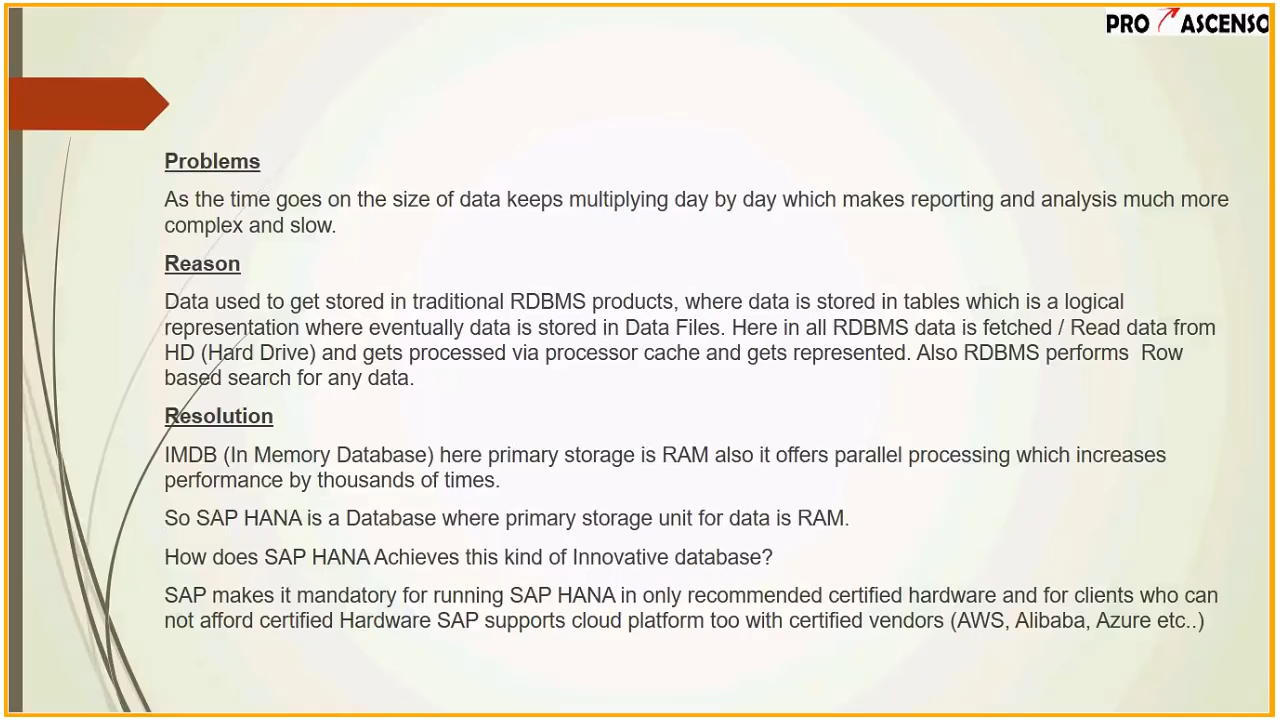 PRO ASCENSO
Problems
As the time goes on the size of data keeps multiplying day by day which makes reporting and analysis much more
complex and slow.
Reason
Data used to get stored in traditional RDBMS products, where data is stored in tables which is a logical
representation where eventually data is stored in Data Files. Here in all RDBMS data is fetched / Read data from
HD (Hard Drive) and gets processed via processor cache and gets represented. Also RDBMS performs  Row
based search for any data.
Resolution
IMDB (In Memory Database) here primary storage is RAM also it offers parallel processing which increases
performance by thousands of times.
So SAP HANA is a Database where primary storage unit for data is RAM.
How does SAP HANA Achieves this kind of Innovative database?
SAP makes it mandatory for running SAP HANA in only recommended certified hardware and for clients who can
not afford certified Hardware SAP supports cloud platform too with certified vendors (AWS, Alibaba, Azure etc..)